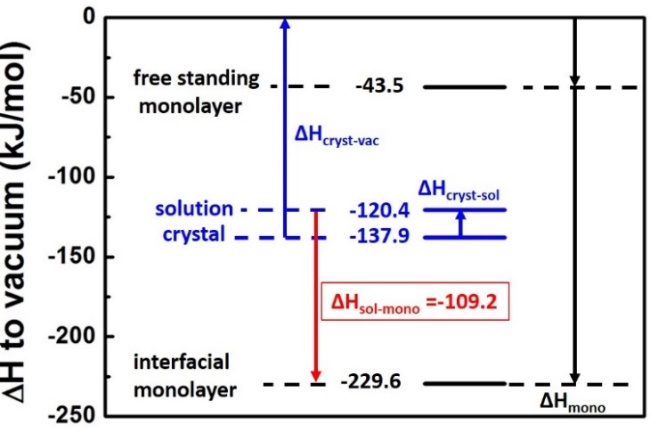 ΔH to vacuum (kJ/mol)
0
-50
-100
-150
-200
-250
free standing
monolayer
-43.5
ΔHcryst-vac
ΔHcryst-sol
solution
-120.4
crystal
-137.9
ΔHsol-mono =-109.2
interfacial
monolayer
-229.6
ΔHmono